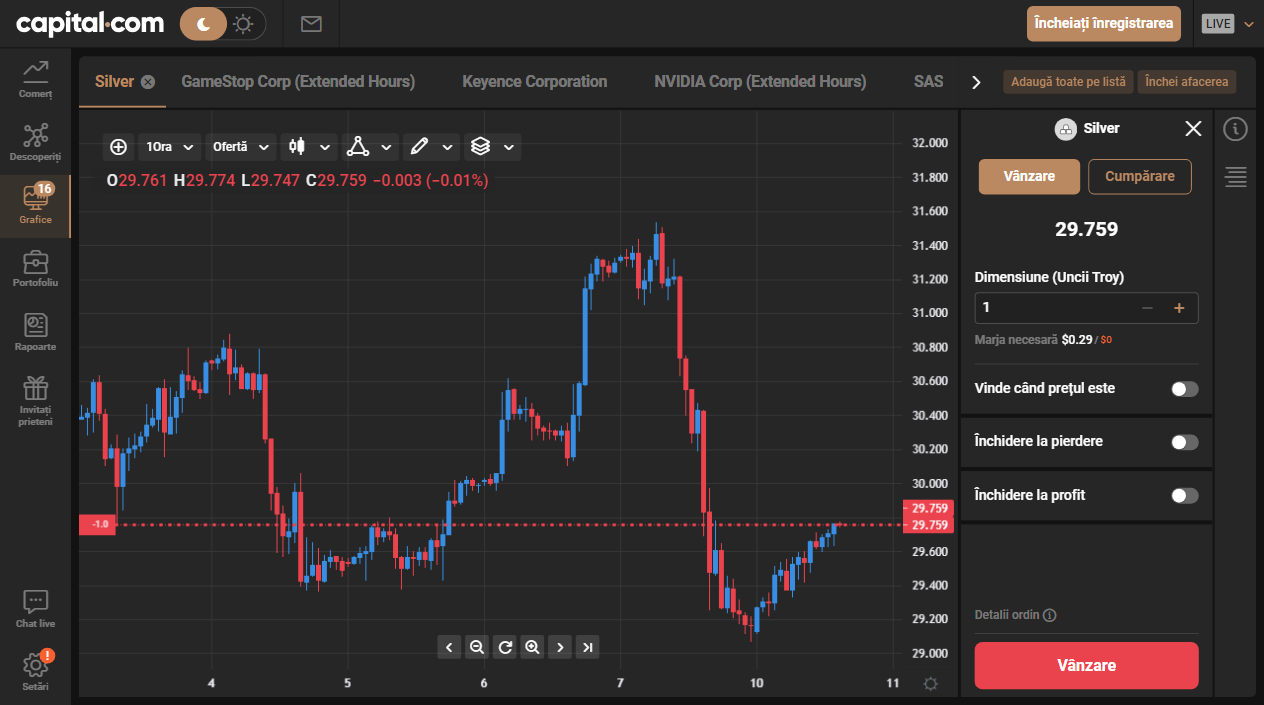 capital.com
Încheiați înregistrarea
LIVE
Comerț
Descoperiți
16
Grafice
Portofoliu
Rapoarte
Invitați
prieteni
Chat live
!
Setări
Silver
GameStop Corp (Extended Hours)
Keyence Corporation
NVIDIA Corp (Extended Hours)
SAS
Adaugă toate pe listă
Închei afacerea
1Ora
Ofertă
O29.761 H29.774 L29.747 C29.759 −0.003 (−0.01%)
32.000
31.800
31.600
31.400
31.200
31.000
30.800
30.600
30.400
30.200
30.000
29.759
-1.0
29.759
29.600
29.400
29.200
29.000
4
5
6
7
10
11
Silver
Vânzare
Cumpărare
29.759
Dimensiune (Uncii Troy)
1
− +
Marja necesară $0.29 / $0
Vinde când prețul este
Închidere la pierdere
Închidere la profit
Detalii ordin
Vânzare